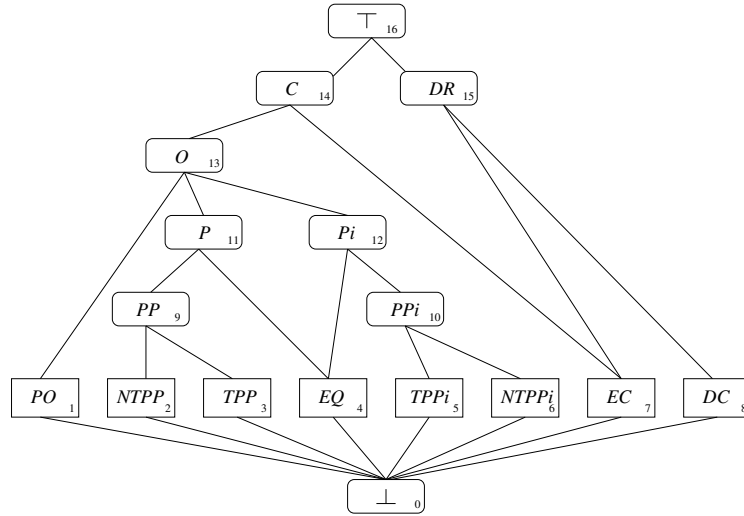 ⊤ 16
C 14
DR 15
O 13
P 11
Pi 12
PP 9
PPi 10
PO 1
NTPP 2
TPP 3
EQ 4
TPPi 5
NTPPi 6
EC 7
DC 8
⊥ 0